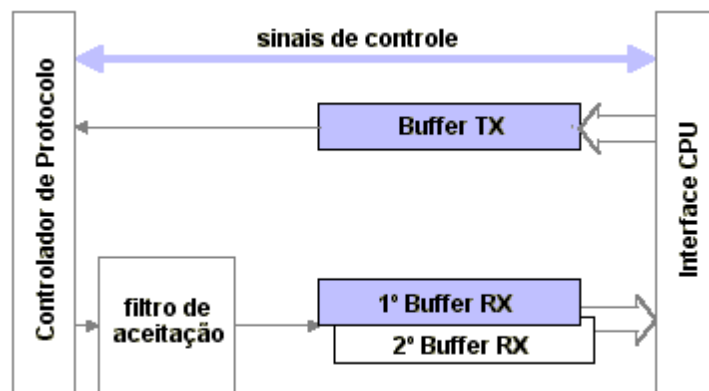 sinais de controle
Controlador de Protocolo
Buffer TX
Interface CPU
filtro de
aceitação
1º Buffer RX
2º Buffer RX